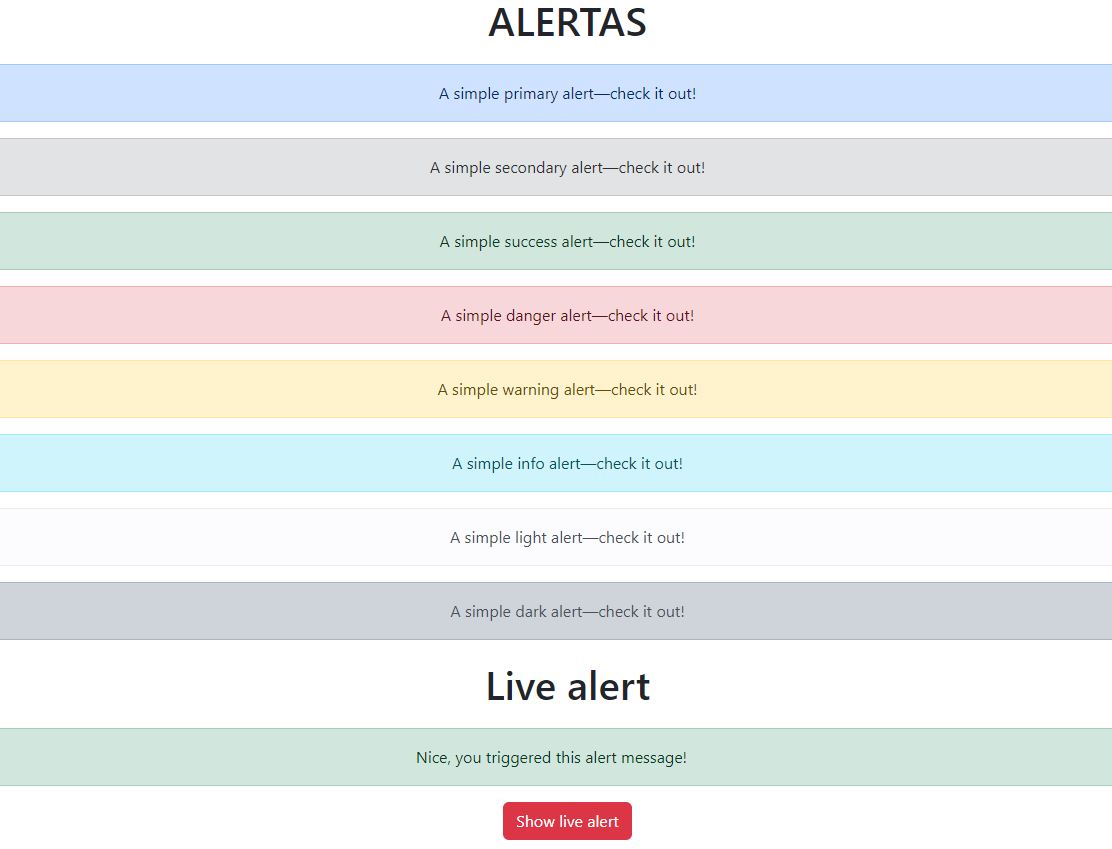 ALERTAS
A simple primary alert—check it out!
A simple secondary alert—check it out!
A simple success alert—check it out!
A simple danger alert—check it out!
A simple warning alert—check it out!
A simple info alert—check it out!
A simple light alert—check it out!
A simple dark alert—check it out!
Live alert
Nice, you triggered this alert message!
Show live alert